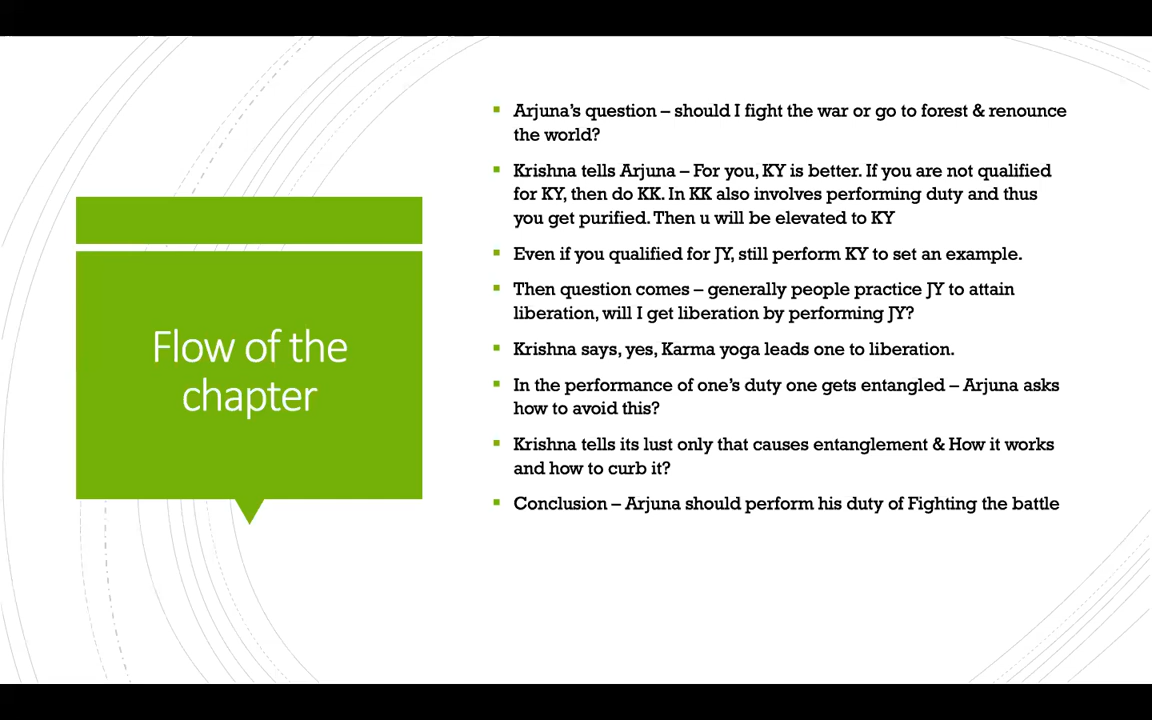 Flow of the
chapter
▪ Arjuna’s question – should I fight the war or go to forest & renounce
the world?
▪ Krishna tells Arjuna – For you, KY is better. If you are not qualified
for KY, then do KK. In KK also involves performing duty and thus
you get purified. Then u will be elevated to KY
▪ Even if you qualified for JY, still perform KY to set an example.
▪ Then question comes – generally people practice JY to attain
liberation, will I get liberation by performing JY?
▪ Krishna says, yes, Karma yoga leads one to liberation.
▪ In the performance of one’s duty one gets entangled – Arjuna asks
how to avoid this?
▪ Krishna tells its lust only that causes entanglement & How it works
and how to curb it?
▪ Conclusion – Arjuna should perform his duty of Fighting the battle